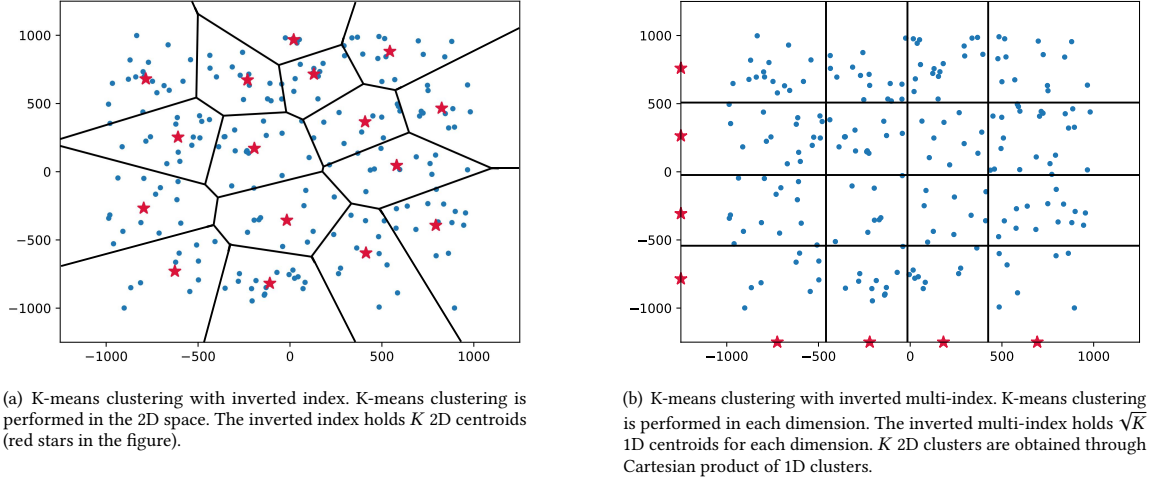 1000
500
0
−500
−1000
−1000
−500
0
500
1000
(a) K-means clustering with inverted index. K-means clustering is
performed in the 2D space. The inverted index holds K 2D centroids
(red stars in the figure).
1000
500
0
−500
−1000
−1000
−500
0
500
1000
(b) K-means clustering with inverted multi-index. K-means clustering
is performed in each dimension. The inverted multi-index holds √K
1D centroids for each dimension. K 2D clusters are obtained through
Cartesian product of 1D clusters.